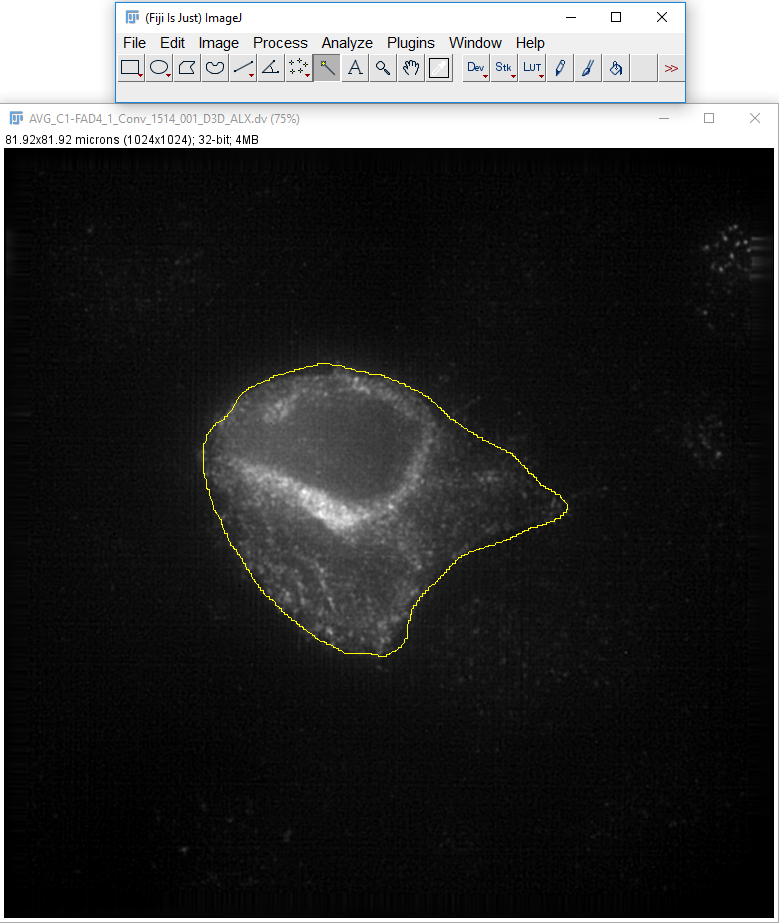 (Fiji Is Just) ImageJ
File Edit Image Process Analyze Plugins Window Help
A Dev Stk LUT >>
AVG_C1-FAD4_1_Conv_1514_001_D3D_ALX.dv (75%)
81.92x81.92 microns (1024x1024); 32-bit; 4MB